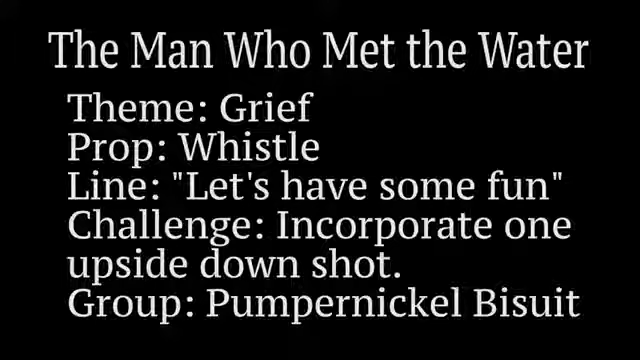 The Man Who Met the Water
Theme: Grief
Prop: Whistle
Line: "Let's have some fun"
Challenge: Incorporate one
upside down shot.
Group: Pumpernickel Bisuit